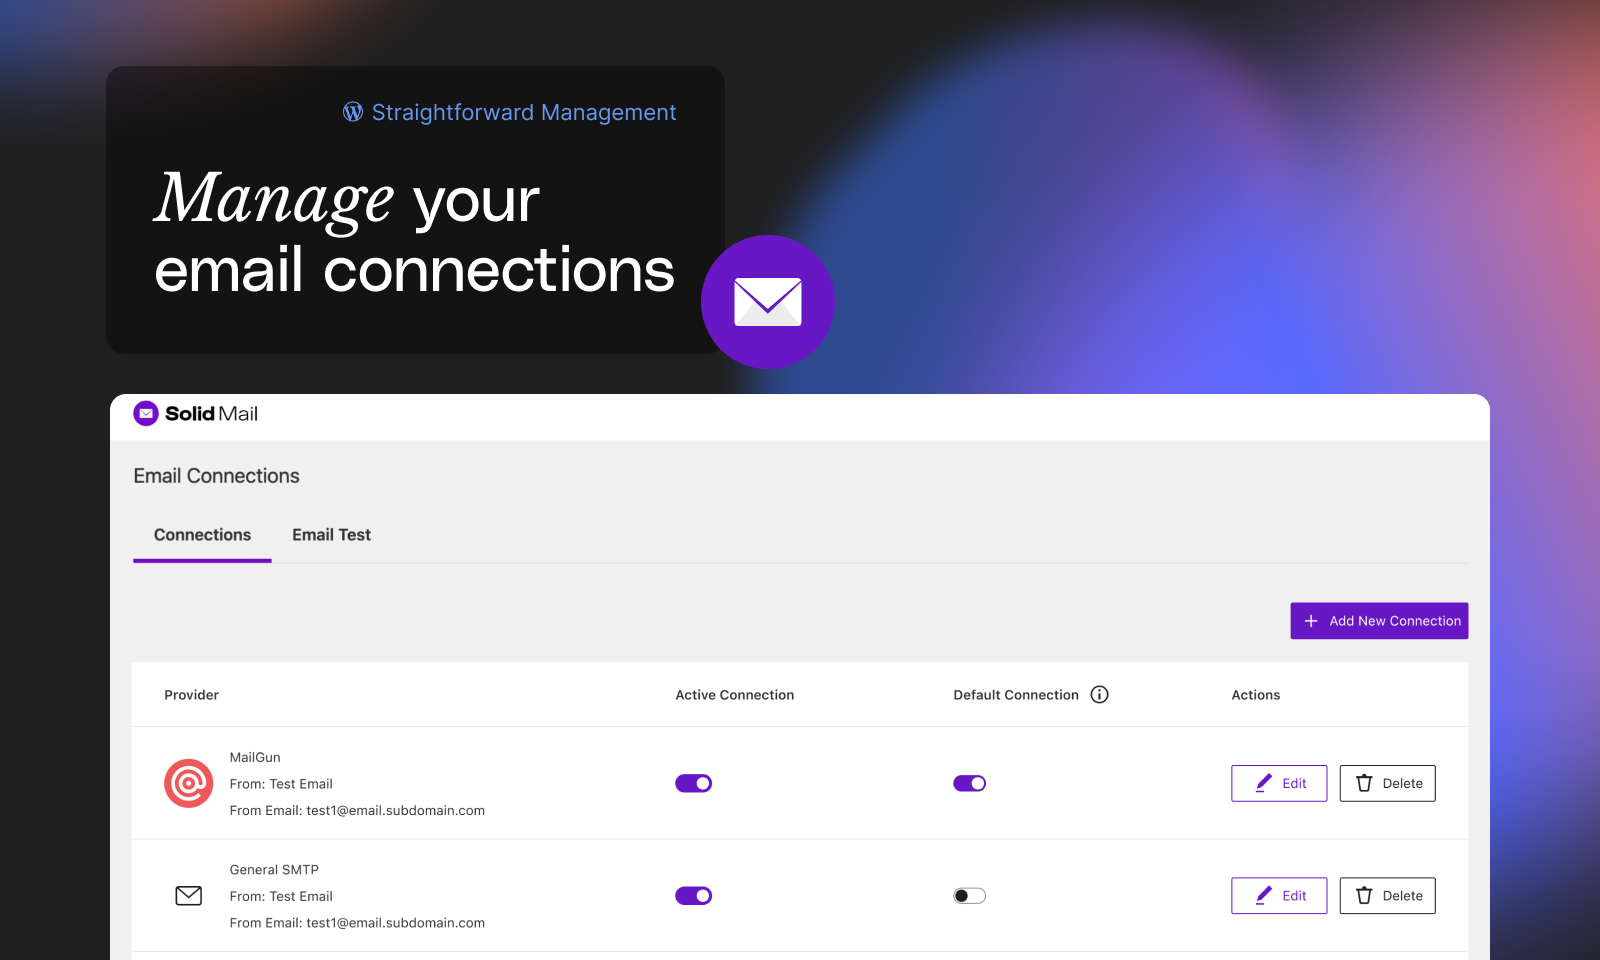 Straightforward Management
Manage your
email connections
Solid Mail
Email Connections
Connections Email Test
Add New Connection
Provider Active Connection Default Connection Actions
MailGun
From: Test Email
From Email: test1@email.subdomain.com
Edit Delete
General SMTP
From: Test Email
From Email: test1@email.subdomain.com
Edit Delete